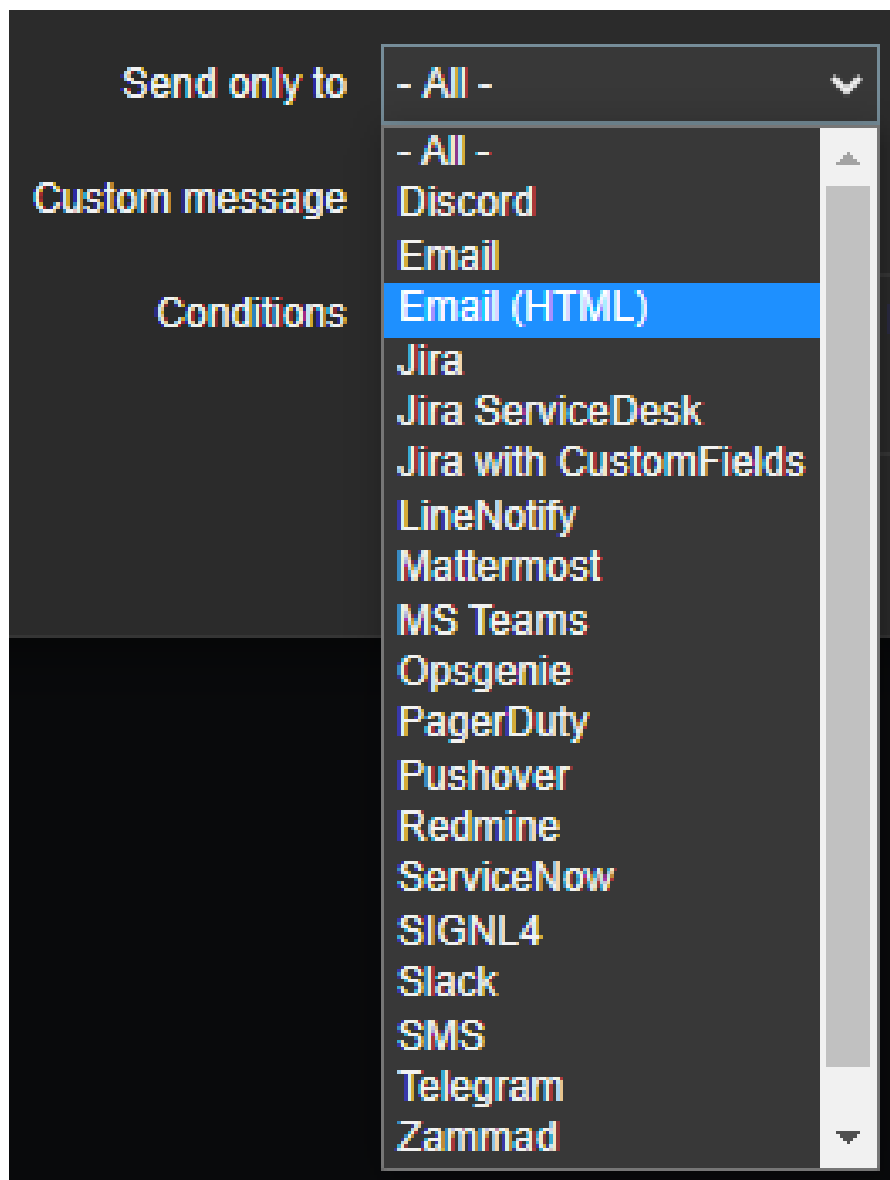 Send only to
- All -
- All -
Custom message
Discord
Email
Email (HTML)
Conditions
Jira
Jira ServiceDesk
Jira with CustomFields
LineNotify
Mattermost
MS Teams
Opsgenie
PagerDuty
Pushover
Redmine
ServiceNow
SIGNL4
Slack
SMS
Telegram
Zammad